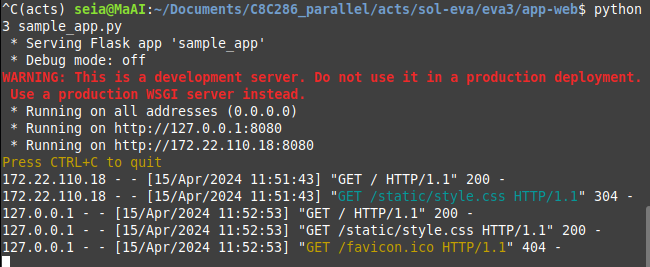 ^C(acts) seia@MaAI:~/Documents/C8C286_parallel/acts/sol-eva/eva3/app-web$ python
3 sample_app.py
 * Serving Flask app 'sample_app'
 * Debug mode: off
WARNING: This is a development server. Do not use it in a production deployment.
 Use a production WSGI server instead.
 * Running on all addresses (0.0.0.0)
 * Running on http://127.0.0.1:8080
 * Running on http://172.22.110.18:8080
Press CTRL+C to quit
172.22.110.18 - - [15/Apr/2024 11:51:43] "GET / HTTP/1.1" 200 -
172.22.110.18 - - [15/Apr/2024 11:51:43] "GET /static/style.css HTTP/1.1" 304 -
127.0.0.1 - - [15/Apr/2024 11:52:53] "GET / HTTP/1.1" 200 -
127.0.0.1 - - [15/Apr/2024 11:52:53] "GET /static/style.css HTTP/1.1" 200 -
127.0.0.1 - - [15/Apr/2024 11:52:53] "GET /favicon.ico HTTP/1.1" 404 -